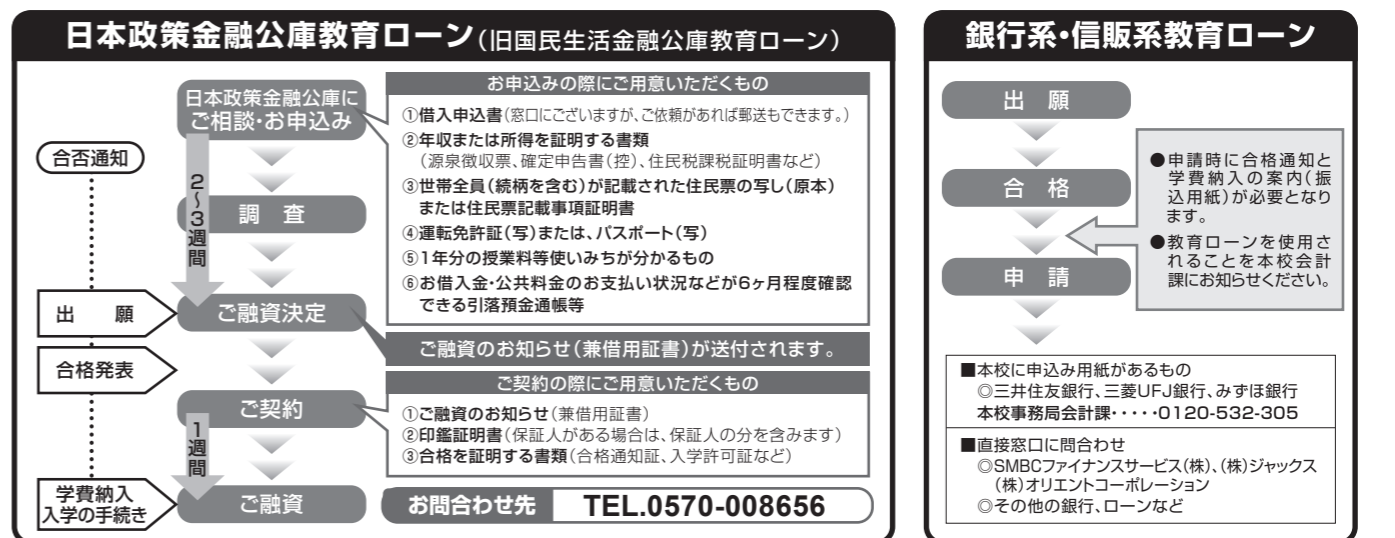 日本政策金融公庫教育ローン(旧国民生活金融公庫教育ローン)
日本政策金融公庫に
ご相談・お申込み
合否通知
2～3週間
調 査
出 願
ご融資決定
合格発表
ご契約
1週間
学費納入
入学の手続き
ご融資
お申込みの際にご用意いただくもの
①借入申込書(窓口にございますが、ご依頼があれば郵送もできます。)
②年収または所得を証明する書類
(源泉徴収票、確定申告書(控)、住民税課税証明書など)
③世帯全員(続柄を含む)が記載された住民票の写し(原本)
または住民票記載事項証明書
④運転免許証(写)または、パスポート(写)
⑤1年分の授業料等使いみちが分かるもの
⑥お借入金・公共料金のお支払い状況などが6ヶ月程度確認
できる引落預金通帳等
ご融資のお知らせ(兼借用証書)が送付されます。
ご契約の際にご用意いただくもの
①ご融資のお知らせ(兼借用証書)
②印鑑証明書(保証人がある場合は、保証人の分を含みます)
③合格を証明する書類(合格通知証、入学許可証など)
お問合わせ先 TEL.0570-008656
銀行系・信販系教育ローン
出 願
合 格
申 請
●申請時に合格通知と
学費納入の案内(振
込用紙)が必要となり
ます。
●教育ローンを使用さ
れることを本校会計
課にお知らせください。
■本校に申込み用紙があるもの
◎三井住友銀行、三菱UFJ銀行、みずほ銀行
本校事務局会計課・・・・・0120-532-305
■直接窓口に問合わせ
◎SMBCファイナンスサービス(株)、(株)ジャックス
(株)オリエントコーポレーション
◎その他の銀行、ローンなど